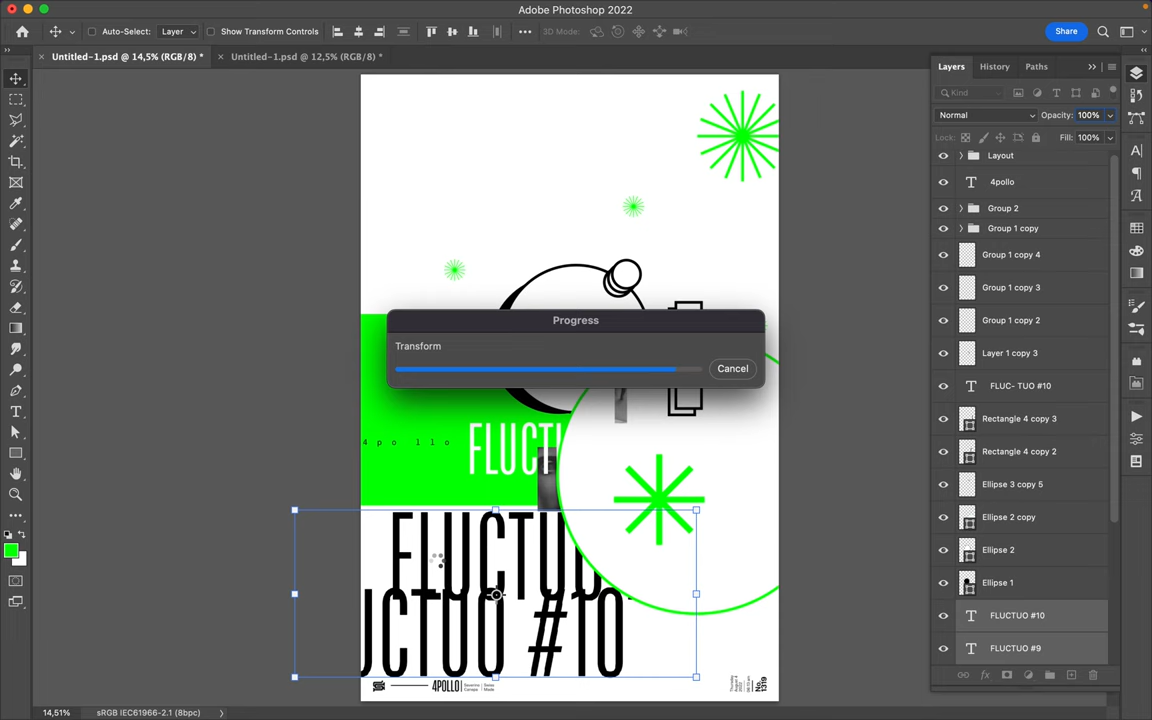 Adobe Photoshop 2022
Auto-Select:
Layer
Show Transform Controls
3D Mode:
Share
Untitled-1.psd @ 14,5% (RGB/8) *
Untitled-1.psd @ 12,5% (RGB/8) *
Layers
History
Paths
Kind
Normal
Opacity:
100%
Lock:
Fill:
100%
Layout
4pollo
Group 2
Group 1 copy
Group 1 copy 4
Group 1 copy 3
Group 1 copy 2
Layer 1 copy 3
FLUC- TUO #10
Rectangle 4 copy 3
Rectangle 4 copy 2
Ellipse 3 copy 5
Ellipse 2 copy
Ellipse 2
Ellipse 1
FLUCTUO #10
FLUCTUO #9
Progress
Transform
Cancel
4 p o l l o
FLUCTU
FLUCTUO
UCTUO #10
4POLLO
No. 1319
14,51%
sRGB IEC61966-2.1 (8bpc)